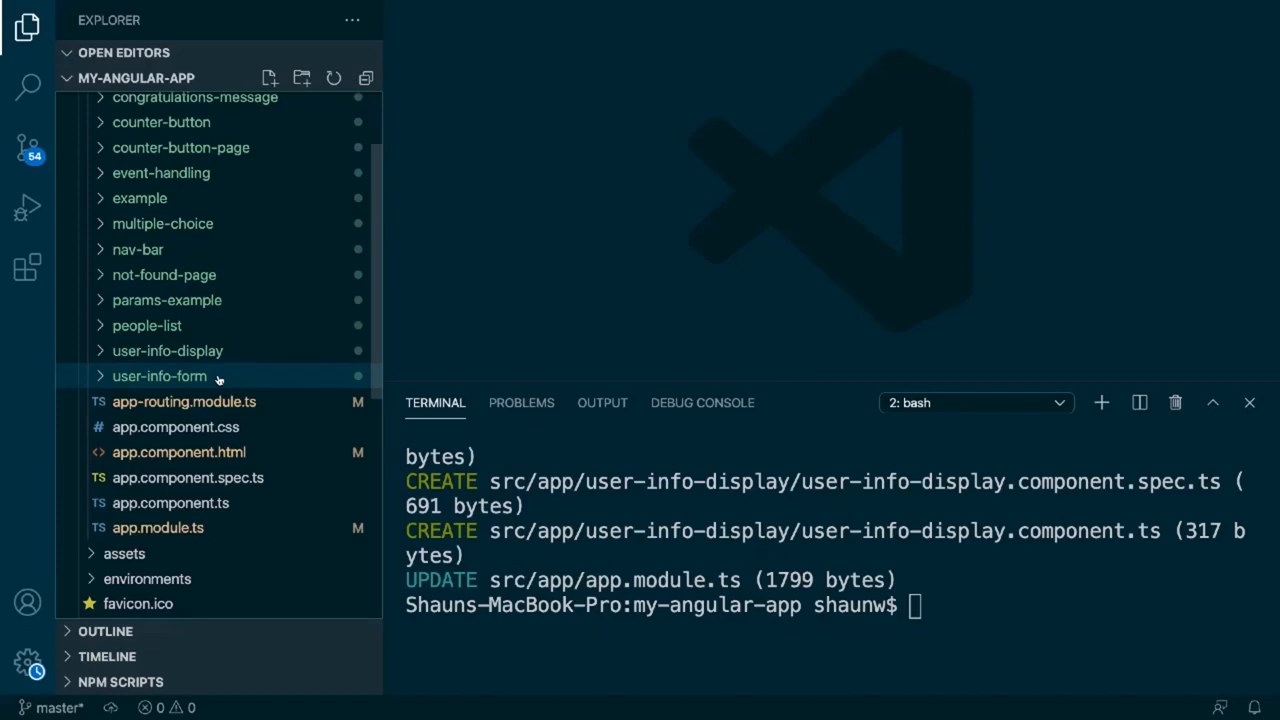 EXPLORER
OPEN EDITORS
MY-ANGULAR-APP
congratulations-message
counter-button
counter-button-page
54
event-handling
example
multiple-choice
nav-bar
not-found-page
params-example
people-list
user-info-display
user-info-form
TS app-routing.module.ts M
# app.component.css
<> app.component.html M
TS app.component.spec.ts
TS app.component.ts
TS app.module.ts M
assets
environments
favicon.ico
OUTLINE
TIMELINE
NPM SCRIPTS
TERMINAL PROBLEMS OUTPUT DEBUG CONSOLE 2: bash
bytes)
CREATE src/app/user-info-display/user-info-display.component.spec.ts (
691 bytes)
CREATE src/app/user-info-display/user-info-display.component.ts (317 b
ytes)
UPDATE src/app/app.module.ts (1799 bytes)
Shauns-MacBook-Pro:my-angular-app shaunw$
master* 0 0